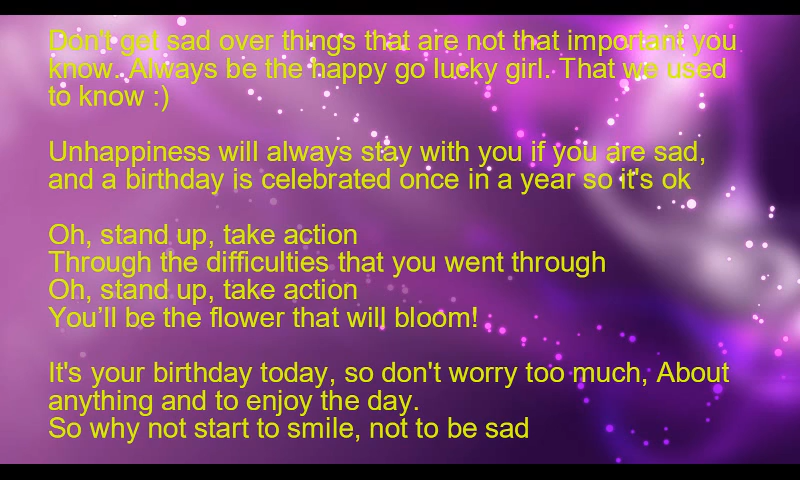 Don't get sad over things that are not that important you
know. Always be the happy go lucky girl. That we used
to know :)
Unhappiness will always stay with you if you are sad,
and a birthday is celebrated once in a year so it's ok
Oh, stand up, take action
Through the difficulties that you went through
Oh, stand up, take action
You’ll be the flower that will bloom!
It's your birthday today, so don't worry too much, About
anything and to enjoy the day.
So why not start to smile, not to be sad